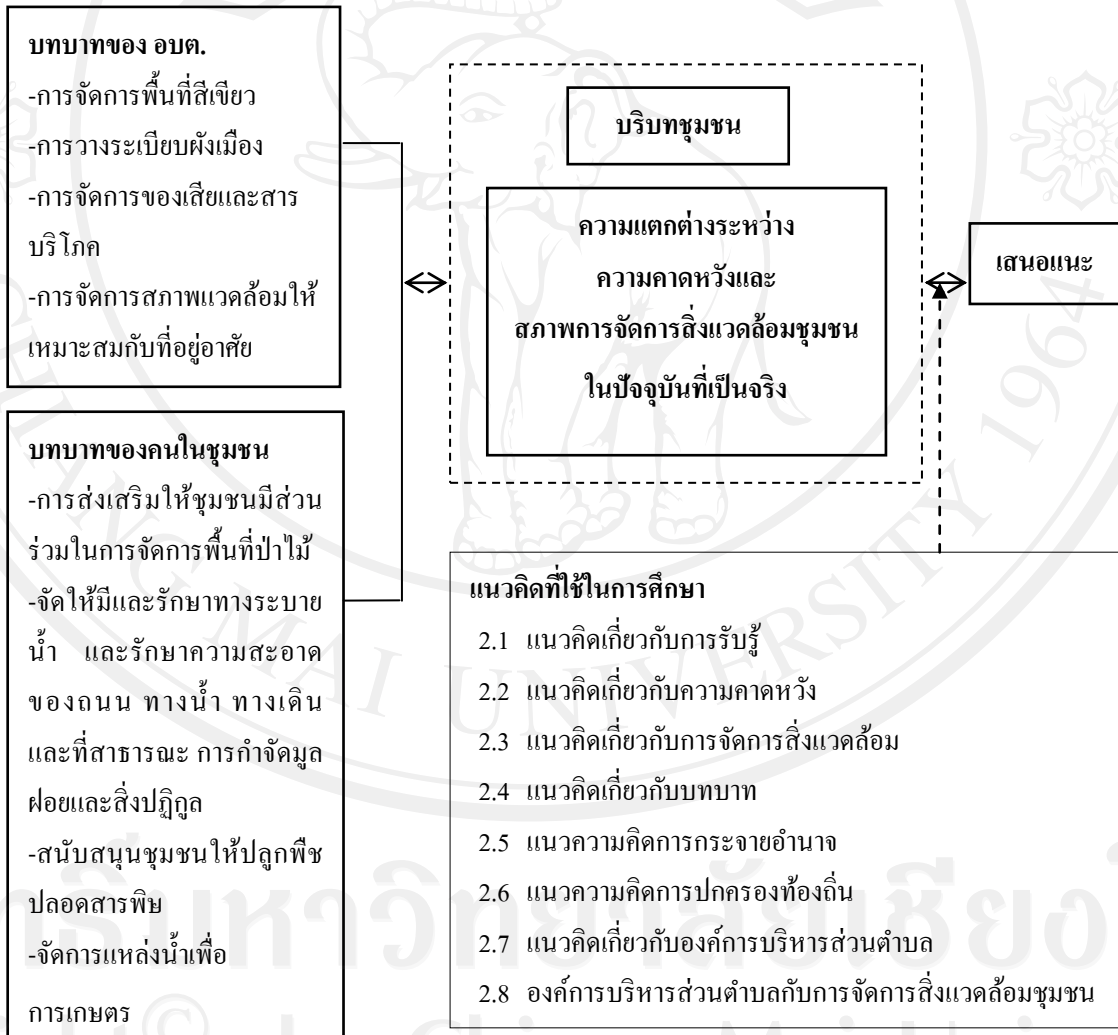 บทบาทของ อบต.
-การจัดการพื้นที่สีเขียว
-การวางระเบียบผังเมือง
-การจัดการของเสียและสาร
บริโภค
-การจัดการสภาพแวดล้อมให้
เหมาะสมกับที่อยู่อาศัย
บทบาทของคนในชุมชน
-การส่งเสริมให้ชุมชนมีส่วน
ร่วมในการจัดการพื้นที่ป่าไม้
-จัดให้มีและรักษาทางระบาย
น้ำ และรักษาความสะอาด
ของถนน ทางน้ำ ทางเดิน
และที่สาธารณะ การกำจัดมูล
ฝอยและสิ่งปฏิกูล
-สนับสนุนชุมชนให้ปลูกพืช
ปลอดสารพิษ
-จัดการแหล่งน้ำเพื่อ
การเกษตร
บริบทชุมชน
ความแตกต่างระหว่าง
ความคาดหวังและ
สภาพการจัดการสิ่งแวดล้อมชุมชน
ในปัจจุบันที่เป็นจริง
เสนอแนะ
แนวคิดที่ใช้ในการศึกษา
2.1 แนวคิดเกี่ยวกับการรับรู้
2.2 แนวคิดเกี่ยวกับความคาดหวัง
2.3 แนวคิดเกี่ยวกับการจัดการสิ่งแวดล้อม
2.4 แนวคิดเกี่ยวกับบทบาท
2.5 แนวความคิดการกระจายอำนาจ
2.6 แนวความคิดการปกครองท้องถิ่น
2.7 แนวคิดเกี่ยวกับองค์การบริหารส่วนตำบล
2.8 องค์การบริหารส่วนตำบลกับการจัดการสิ่งแวดล้อมชุมชน
CHIANG MAI UNIVERSITY 1964